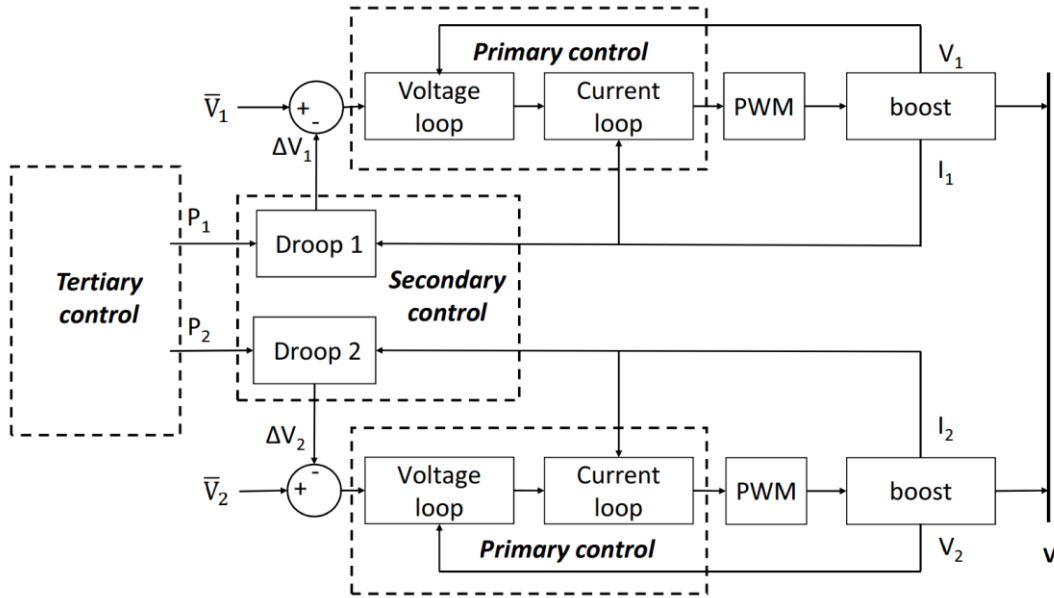 Primary control
V₁
V̅₁
+
-
Voltage
loop
Current
loop
PWM
boost
ΔV₁
I₁
P₁
Droop 1
Tertiary
control
Secondary
control
P₂
Droop 2
ΔV₂
I₂
V̅₂
-
+
Voltage
loop
Current
loop
PWM
boost
Primary control
V₂
V